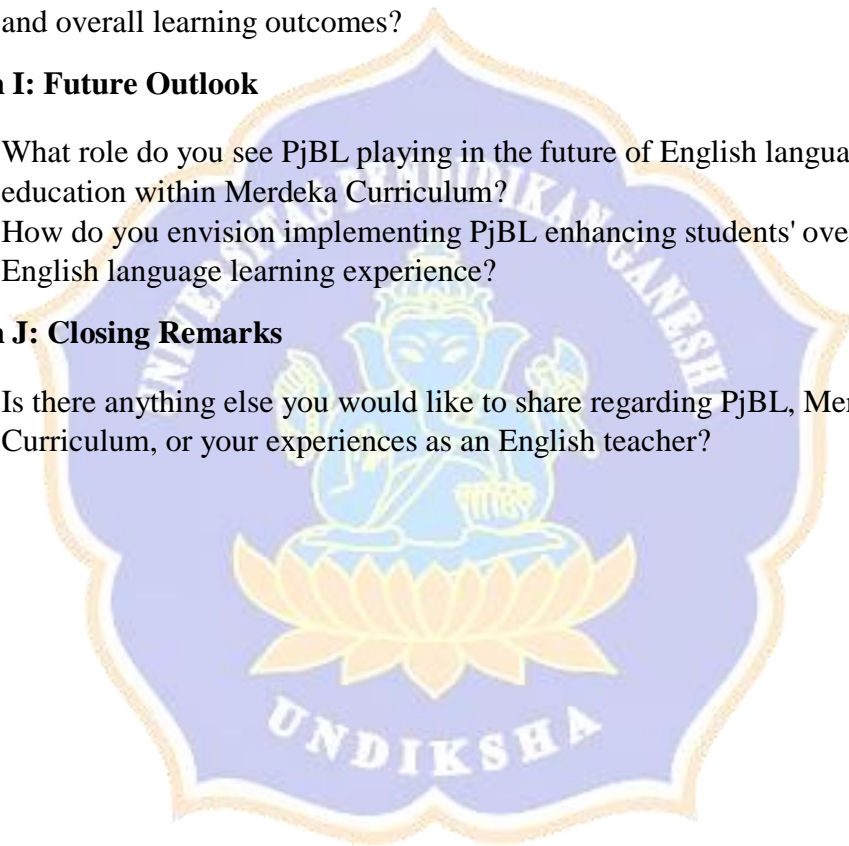 and overall learning outcomes?
n I: Future Outlook
What role do you see PjBL playing in the future of English langua
education within Merdeka Curriculum?
How do you envision implementing PjBL enhancing students' ove
English language learning experience?
n J: Closing Remarks
Is there anything else you would like to share regarding PjBL, Mer
Curriculum, or your experiences as an English teacher?
UNIVERSITAS PENDIDIKAN GANESH
UNDIKSHA